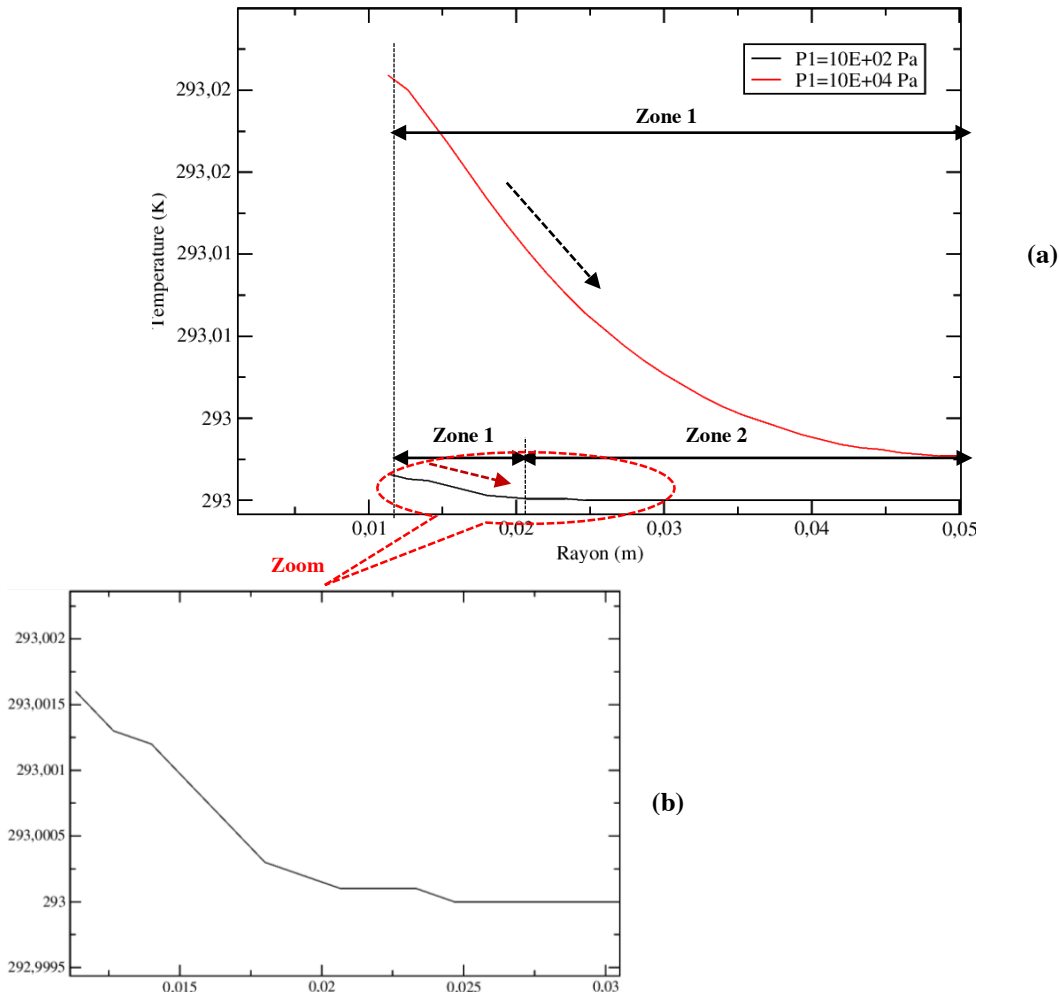 P1=10E+02 Pa
P1=10E+04 Pa
Zone 1
293,02
293,02
293,01
293,01
293
293
Temperature (K)
(a)
Zone 1
Zone 2
0,01
0,02
0,03
0,04
0,05
Rayon (m)
Zoom
293,002
293,0015
293,001
293,0005
293
292,9995
(b)
0,015
0,02
0,025
0,03